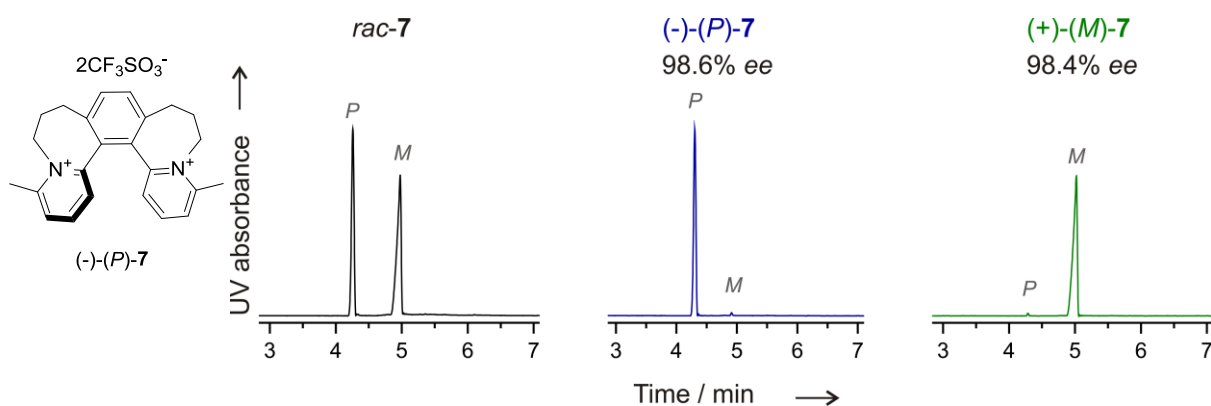 2CF₃SO₃⁻
N⁺
N⁺
(-)-(P)-7
UV absorbance
rac-7
P
M
3 4 5 6 7
(-)-(P)-7
98.6% ee
P
M
3 4 5 6 7
(+)-(M)-7
98.4% ee
P
M
3 4 5 6 7
Time / min